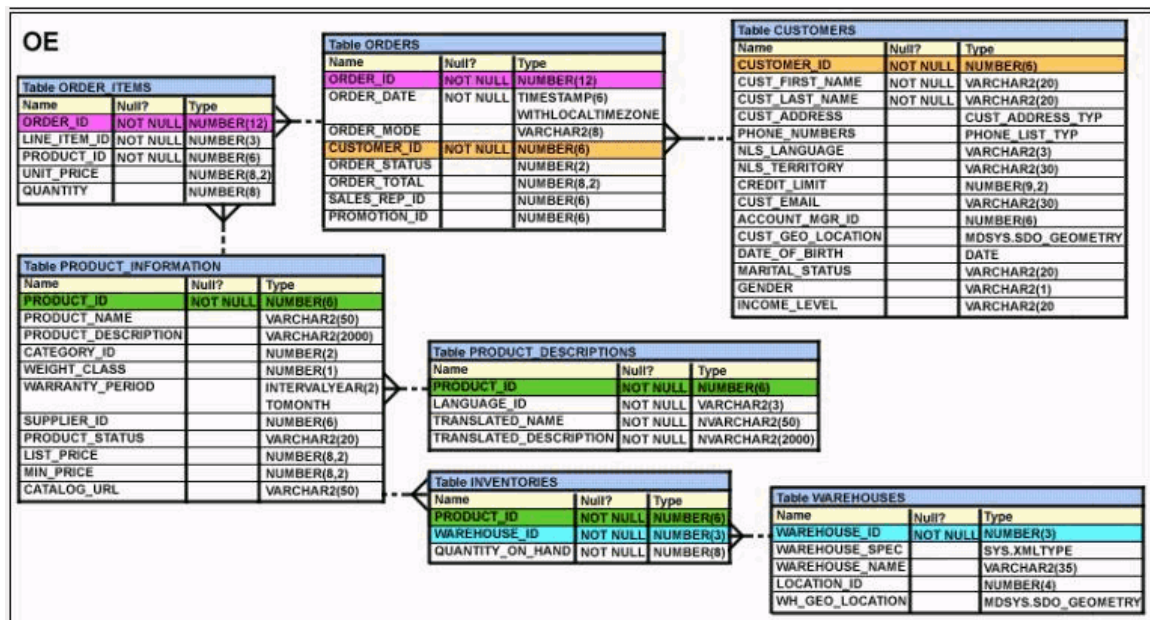 OE
Table ORDER_ITEMS
Name Null? Type
ORDER_ID NOT NULL NUMBER(12)
LINE_ITEM_ID NOT NULL NUMBER(3)
PRODUCT_ID NOT NULL NUMBER(6)
UNIT_PRICE NUMBER(8,2)
QUANTITY NUMBER(8)
Table ORDERS
Name Null? Type
ORDER_ID NOT NULL NUMBER(12)
ORDER_DATE NOT NULL TIMESTAMP(6)
WITHLOCALTIMEZONE
ORDER_MODE VARCHAR2(8)
CUSTOMER_ID NOT NULL NUMBER(6)
ORDER_STATUS NUMBER(2)
ORDER_TOTAL NUMBER(8,2)
SALES_REP_ID NUMBER(6)
PROMOTION_ID NUMBER(6)
Table CUSTOMERS
Name Null? Type
CUSTOMER_ID NOT NULL NUMBER(6)
CUST_FIRST_NAME NOT NULL VARCHAR2(20)
CUST_LAST_NAME NOT NULL VARCHAR2(20)
CUST_ADDRESS CUST_ADDRESS_TYP
PHONE_NUMBERS PHONE_LIST_TYP
NLS_LANGUAGE VARCHAR2(3)
NLS_TERRITORY VARCHAR2(30)
CREDIT_LIMIT NUMBER(9,2)
CUST_EMAIL VARCHAR2(30)
ACCOUNT_MGR_ID NUMBER(6)
CUST_GEO_LOCATION MDSYS.SDO_GEOMETRY
DATE_OF_BIRTH DATE
MARITAL_STATUS VARCHAR2(20)
GENDER VARCHAR2(1)
INCOME_LEVEL VARCHAR2(20
Table PRODUCT_INFORMATION
Name Null? Type
PRODUCT_ID NOT NULL NUMBER(6)
PRODUCT_NAME VARCHAR2(50)
PRODUCT_DESCRIPTION VARCHAR2(2000)
CATEGORY_ID NUMBER(2)
WEIGHT_CLASS NUMBER(1)
WARRANTY_PERIOD INTERVALYEAR(2)
TOMONTH
SUPPLIER_ID NUMBER(6)
PRODUCT_STATUS VARCHAR2(20)
LIST_PRICE NUMBER(8,2)
MIN_PRICE NUMBER(8,2)
CATALOG_URL VARCHAR2(50)
Table PRODUCT_DESCRIPTIONS
Name Null? Type
PRODUCT_ID NOT NULL NUMBER(6)
LANGUAGE_ID NOT NULL VARCHAR2(3)
TRANSLATED_NAME NOT NULL NVARCHAR2(50)
TRANSLATED_DESCRIPTION NOT NULL NVARCHAR2(2000)
Table INVENTORIES
Name Null? Type
PRODUCT_ID NOT NULL NUMBER(6)
WAREHOUSE_ID NOT NULL NUMBER(3)
QUANTITY_ON_HAND NOT NULL NUMBER(8)
Table WAREHOUSES
Name Null? Type
WAREHOUSE_ID NOT NULL NUMBER(3)
WAREHOUSE_SPEC SYS.XMLTYPE
WAREHOUSE_NAME VARCHAR2(35)
LOCATION_ID NUMBER(4)
WH_GEO_LOCATION MDSYS.SDO_GEOMETRY